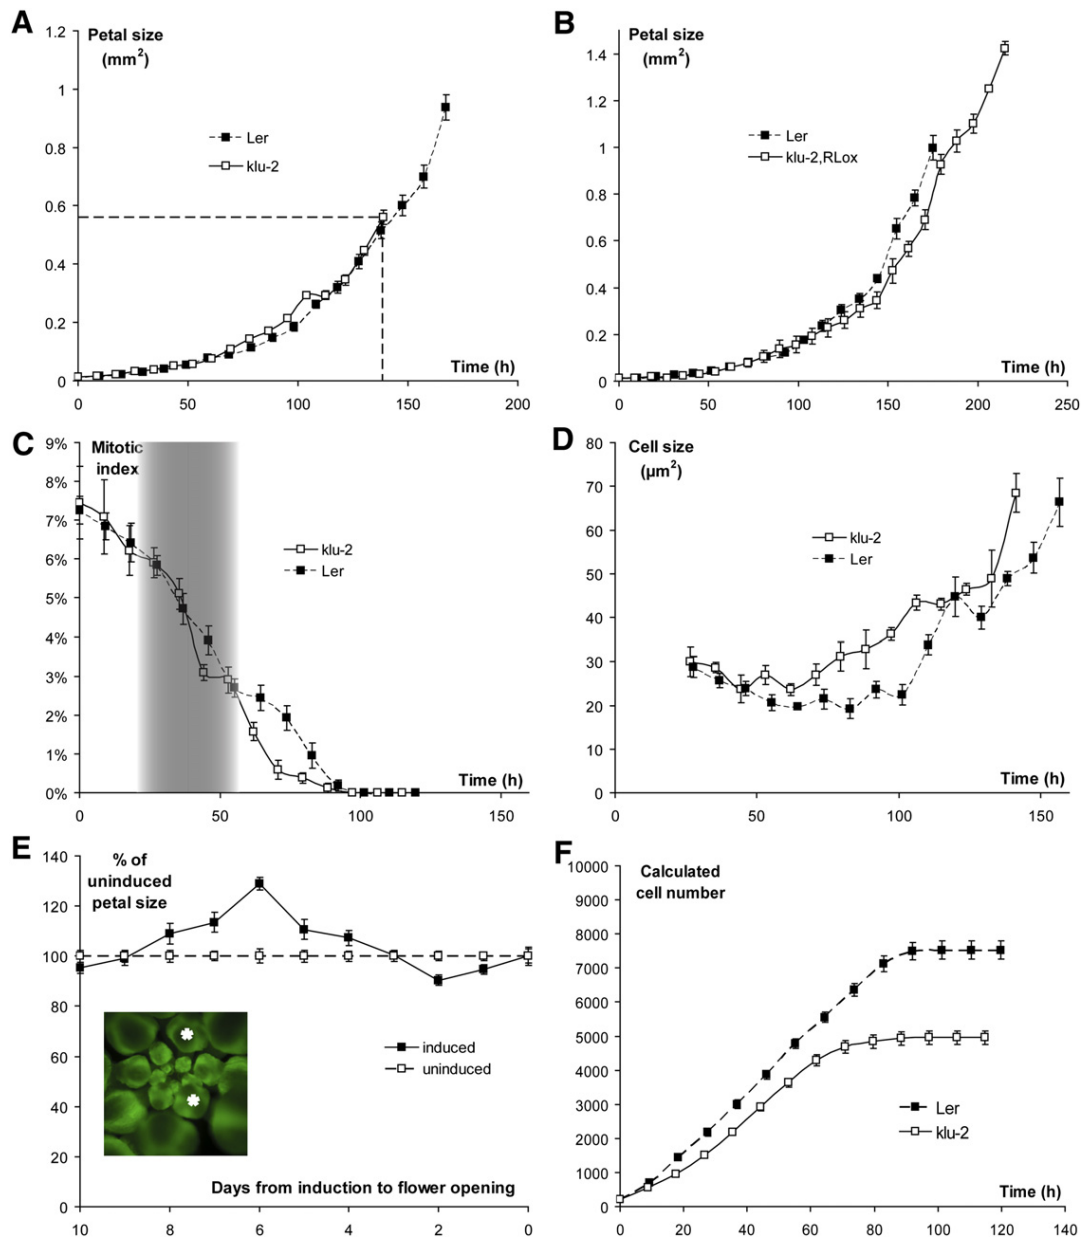 A
Petal size
(mm2)
1.2
1
0.8
0.6
0.4
0.2
0
Ler
klu-2
Time (h)
0
50
100
150
200
B
Petal size
(mm2)
1.4
1.2
1
0.8
0.6
0.4
0.2
0
Ler
klu-2,RLox
Time (h)
0
50
100
150
200
250
C
Mitotic
index
9%
8%
7%
6%
5%
4%
3%
2%
1%
0%
klu-2
Ler
Time (h)
0
50
100
150
D
Cell size
(µm2)
80
70
60
50
40
30
20
10
0
klu-2
Ler
Time (h)
0
50
100
150
E
% of
uninduced
petal size
140
120
100
80
60
40
20
0
induced
uninduced
Days from induction to flower opening
10
8
6
4
2
0
F
Calculated
cell number
10000
9000
8000
7000
6000
5000
4000
3000
2000
1000
0
Ler
klu-2
Time (h)
0
20
40
60
80
100
120
140